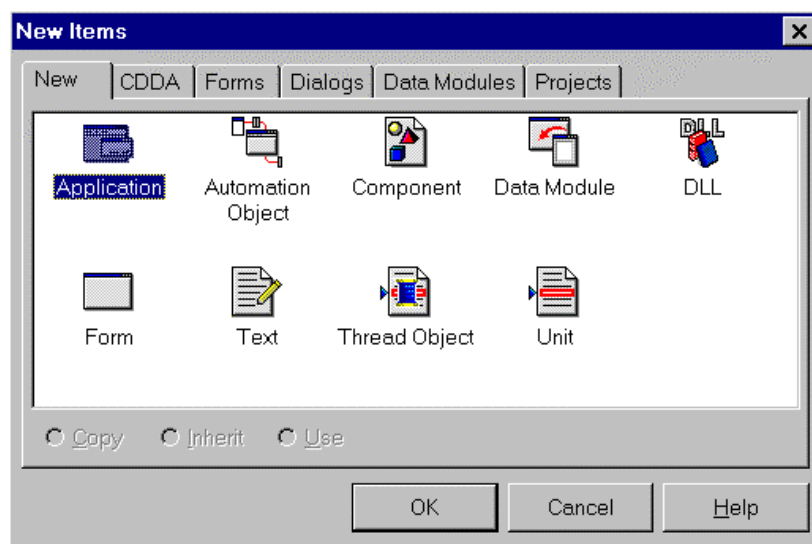 New Items
New CDDA Forms Dialogs Data Modules Projects
DLL
Application Automation Object Component Data Module DLL
Form Text Thread Object Unit
Copy Inherit Use
OK Cancel Help